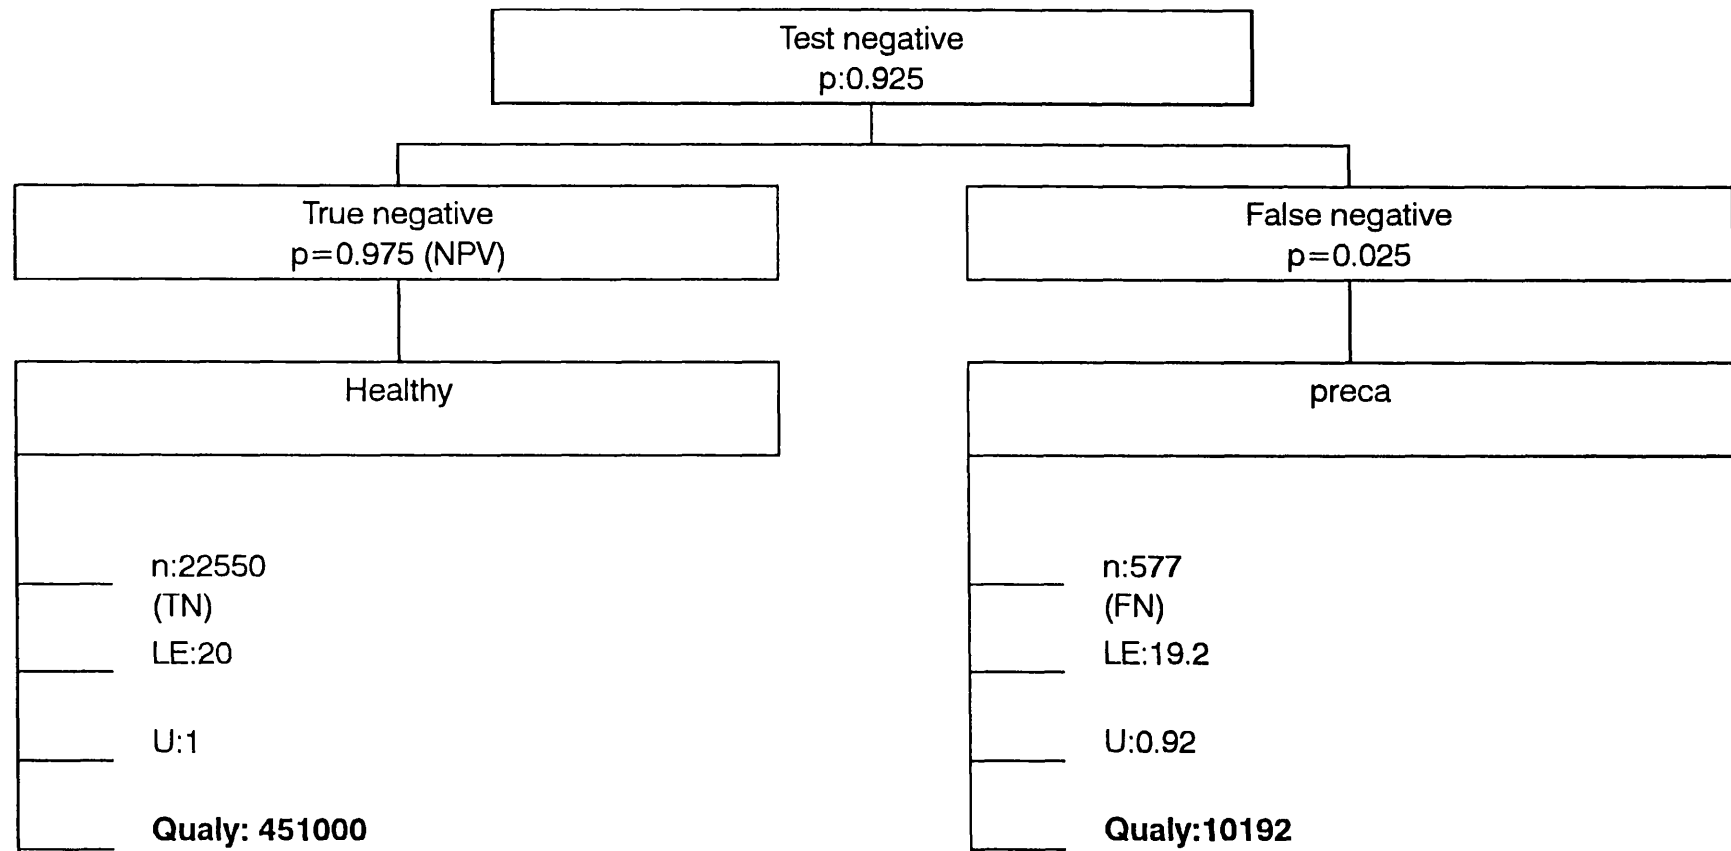 Test negative
p:0.925
True negative
p=0.975 (NPV)
False negative
p=0.025
Healthy
preca
n:22550
(TN)
LE:20
U:1
Qualy: 451000
n:577
(FN)
LE:19.2
U:0.92
Qualy:10192